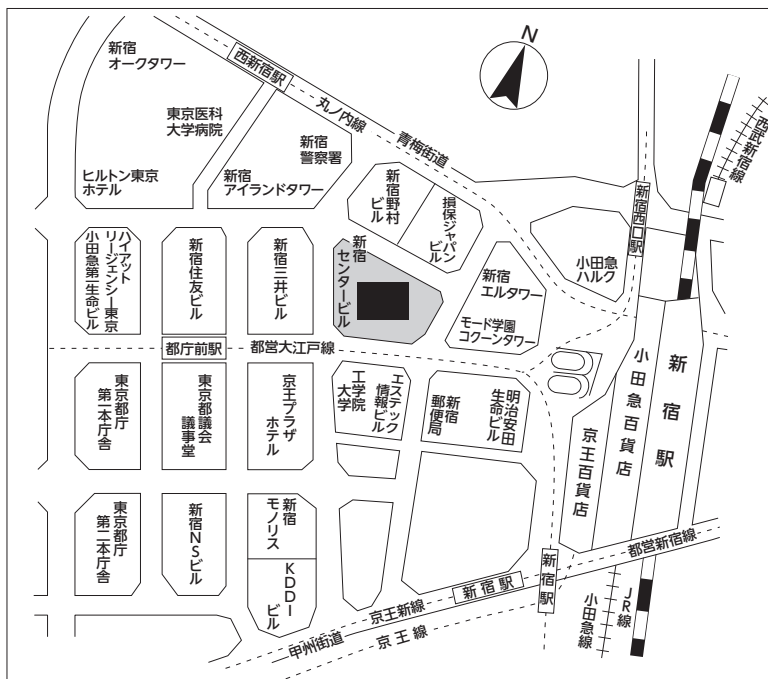 N
新宿
オークタワー
西新宿駅
丸ノ内線
青梅街道
西武新宿線
東京医科
大学病院
新宿
警察署
ヒルトン東京
ホテル
新宿
アイランドタワー
新宿野村
ビル
損保ジャパン
ビル
新宿西口駅
小田急
ハルク
ハイアット
リージェンシー東京
小田急第一生命ビル
新宿住友ビル
新宿三井ビル
新宿
センタービル
新宿
エルタワー
モード学園
コクーンタワー
都庁前駅
都営大江戸線
新宿駅
小田急百貨店
京王百貨店
東京都庁
第一本庁舎
東京都議会
議事堂
京王プラザ
ホテル
工学院
大学
エステック
情報ビル
新宿
郵便局
明治安田
生命ビル
東京都庁
第二本庁舎
新宿NSビル
新宿
モノリス
KDDI
ビル
新宿駅
新宿駅
都営新宿線
京王新線
甲州街道
京王線
小田急線
JR線